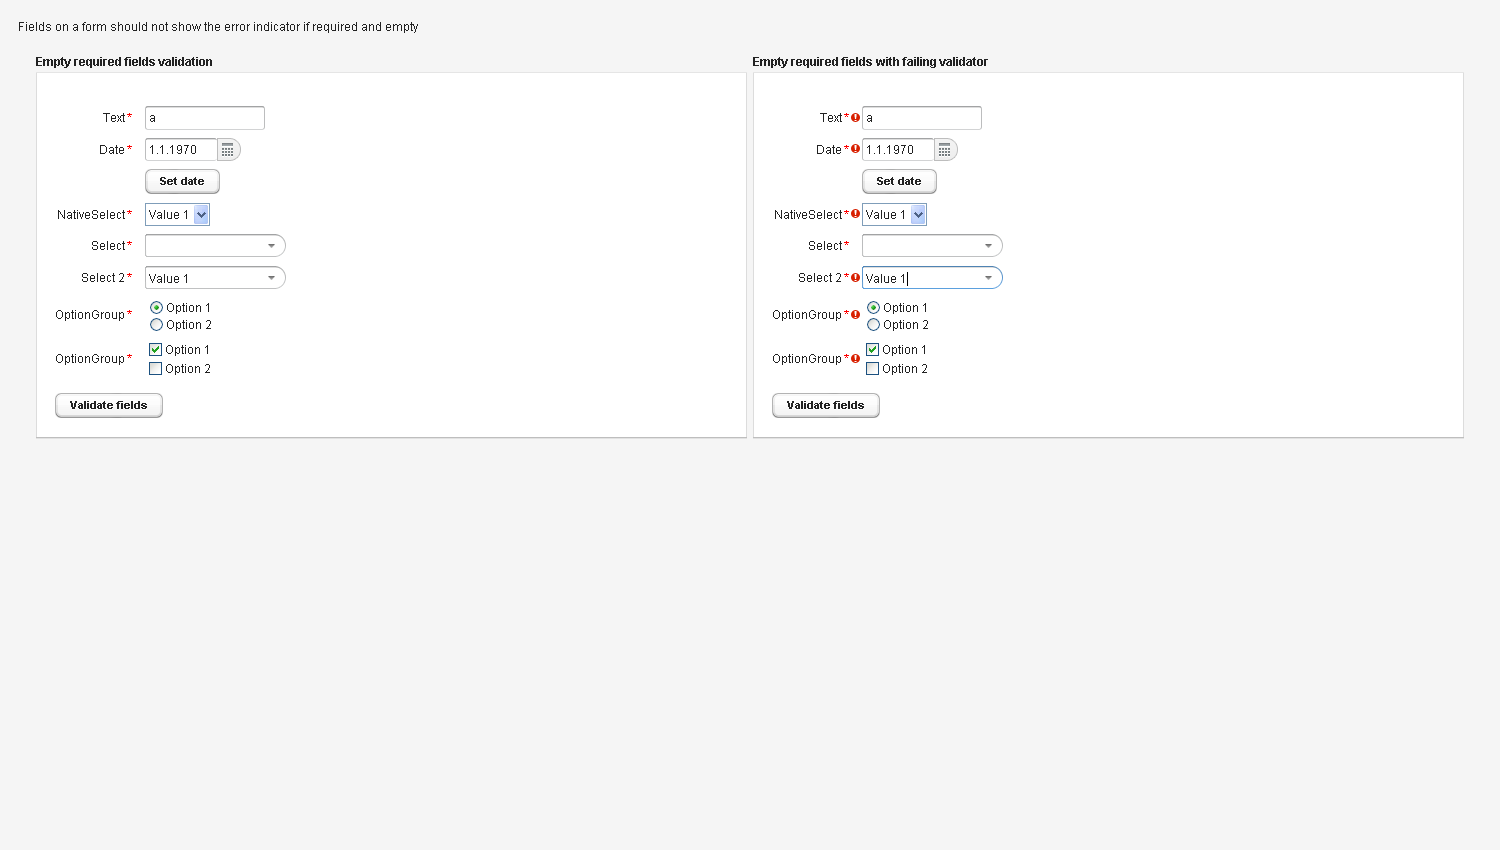 Fields on a form should not show the error indicator if required and empty
Empty required fields validation
Text*
a
Date*
1.1.1970
Set date
NativeSelect*
Value 1
Select*
Select 2*
Value 1
OptionGroup*
Option 1
Option 2
OptionGroup*
Option 1
Option 2
Validate fields
Empty required fields with failing validator
Text*
a
Date*
1.1.1970
Set date
NativeSelect*
Value 1
Select*
Select 2*
Value 1
OptionGroup*
Option 1
Option 2
OptionGroup*
Option 1
Option 2
Validate fields